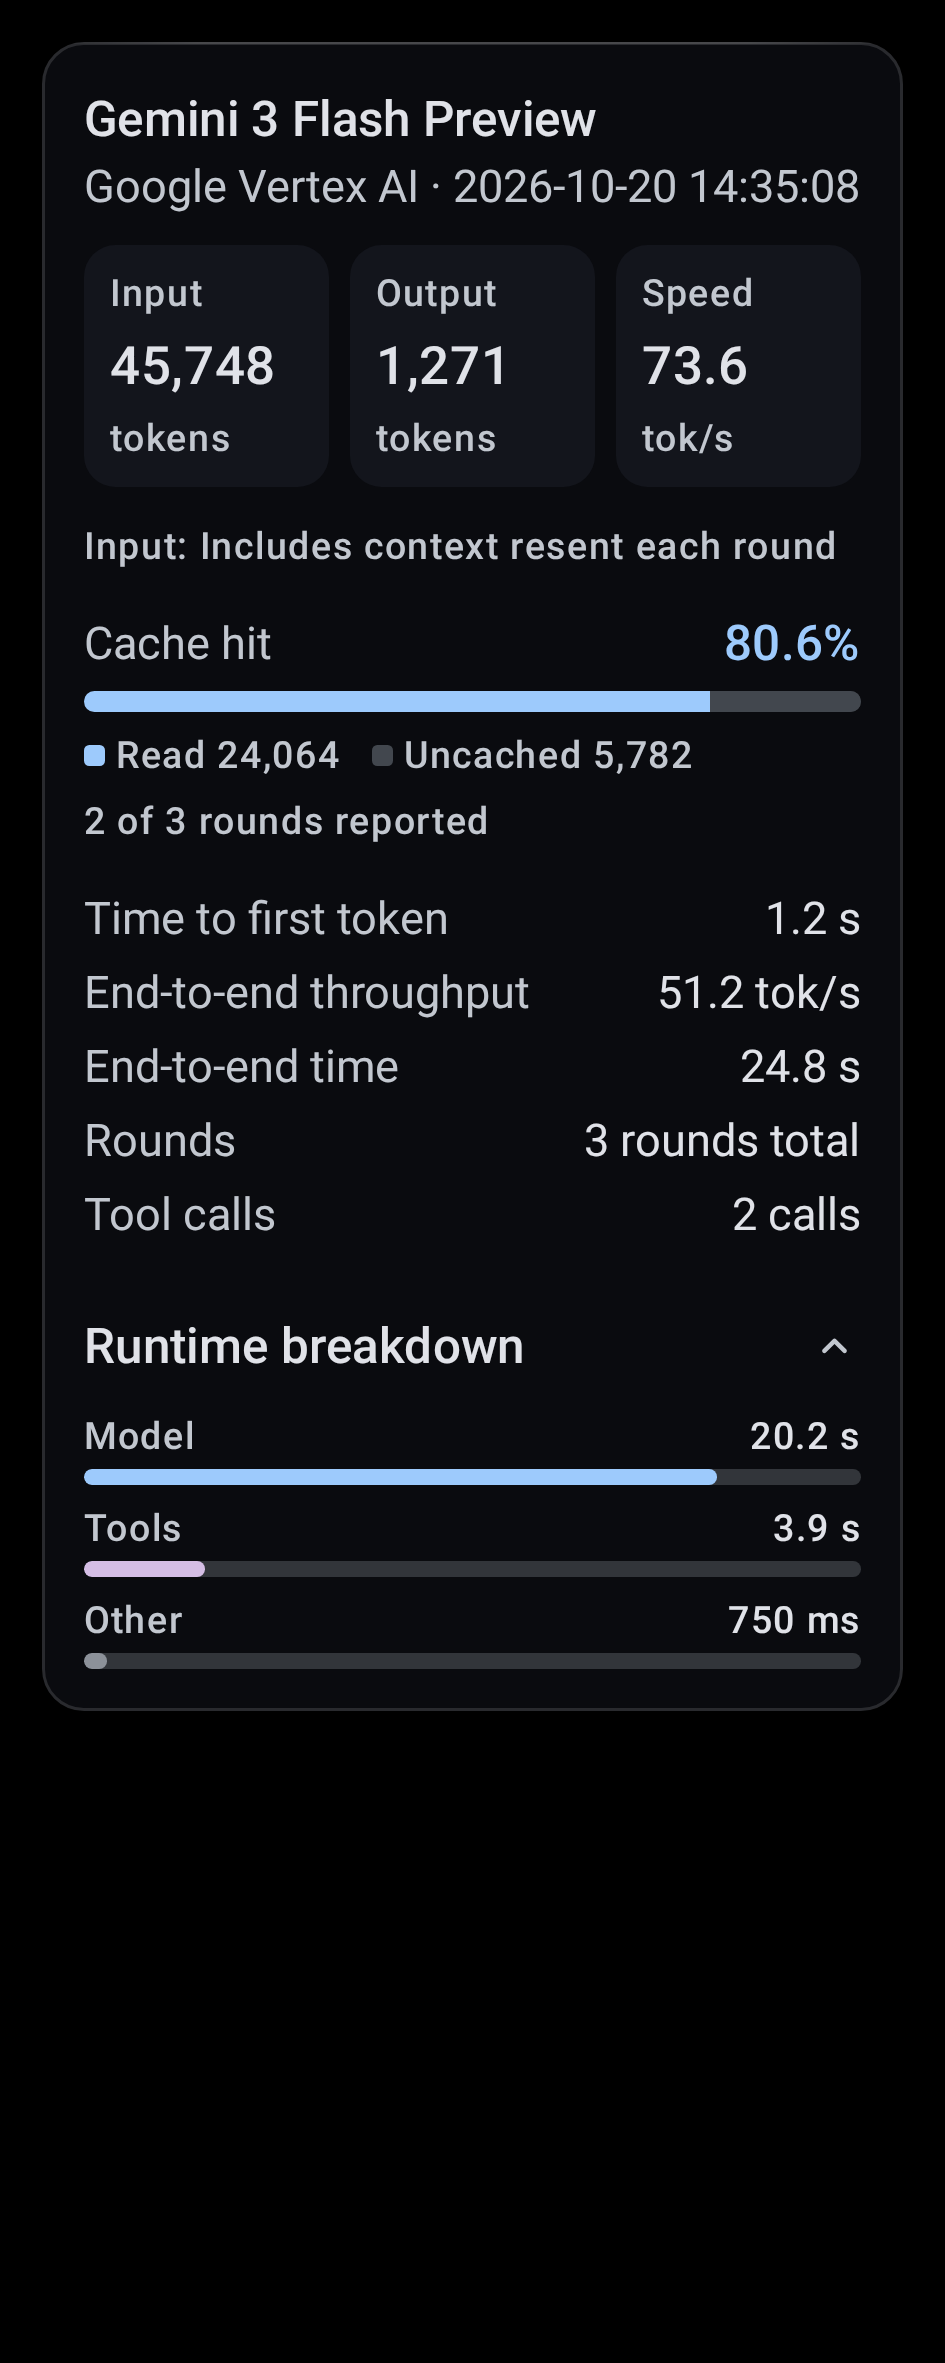 Gemini 3 Flash Preview
Google Vertex AI · 2026-10-20 14:35:08
Input
45,748
tokens
Output
1,271
tokens
Speed
73.6
tok/s
Input: Includes context resent each round
Cache hit 80.6%
Read 24,064 Uncached 5,782
2 of 3 rounds reported
Time to first token 1.2 s
End-to-end throughput 51.2 tok/s
End-to-end time 24.8 s
Rounds 3 rounds total
Tool calls 2 calls
Runtime breakdown
Model 20.2 s
Tools 3.9 s
Other 750 ms